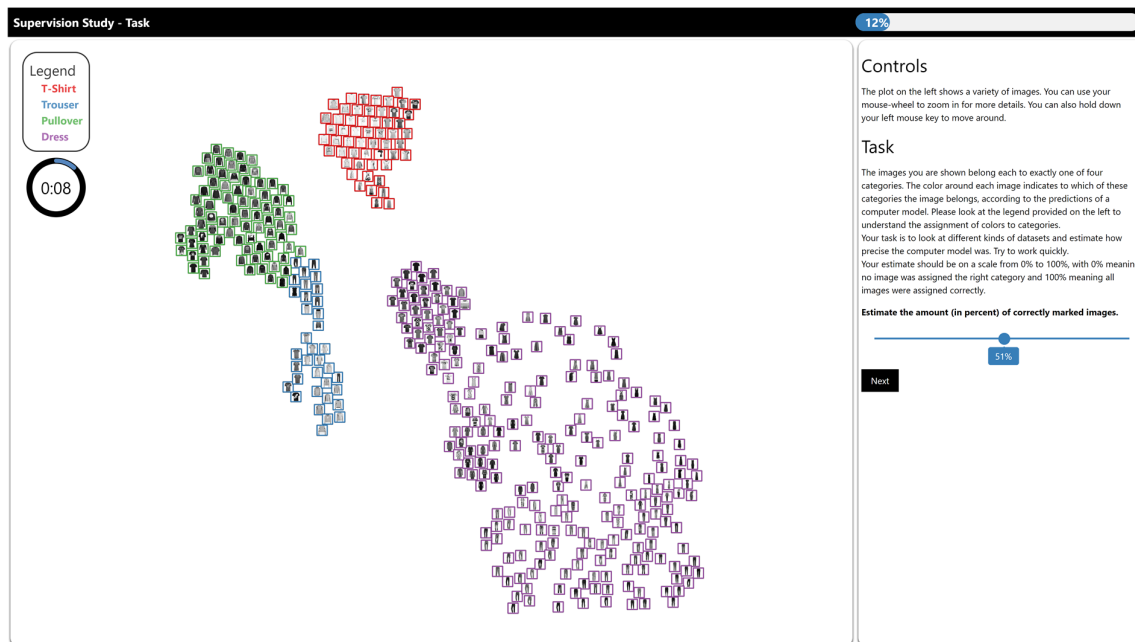 Supervision Study - Task
12%
Legend
T-Shirt
Trouser
Pullover
Dress
0:08
Controls
The plot on the left shows a variety of images. You can use your
mouse-wheel to zoom in for more details. You can also hold down
your left mouse key to move around.
Task
The images you are shown belong each to exactly one of four
categories. The color around each image indicates to which of these
categories the image belongs, according to the predictions of a
computer model. Please look at the legend provided on the left to
understand the assignment of colors to categories.
Your task is to look at different kinds of datasets and estimate how
precise the computer model was. Try to work quickly.
Your estimate should be on a scale from 0% to 100%, with 0% meanin
no image was assigned the right category and 100% meaning all
images were assigned correctly.
Estimate the amount (in percent) of correctly marked images.
51%
Next